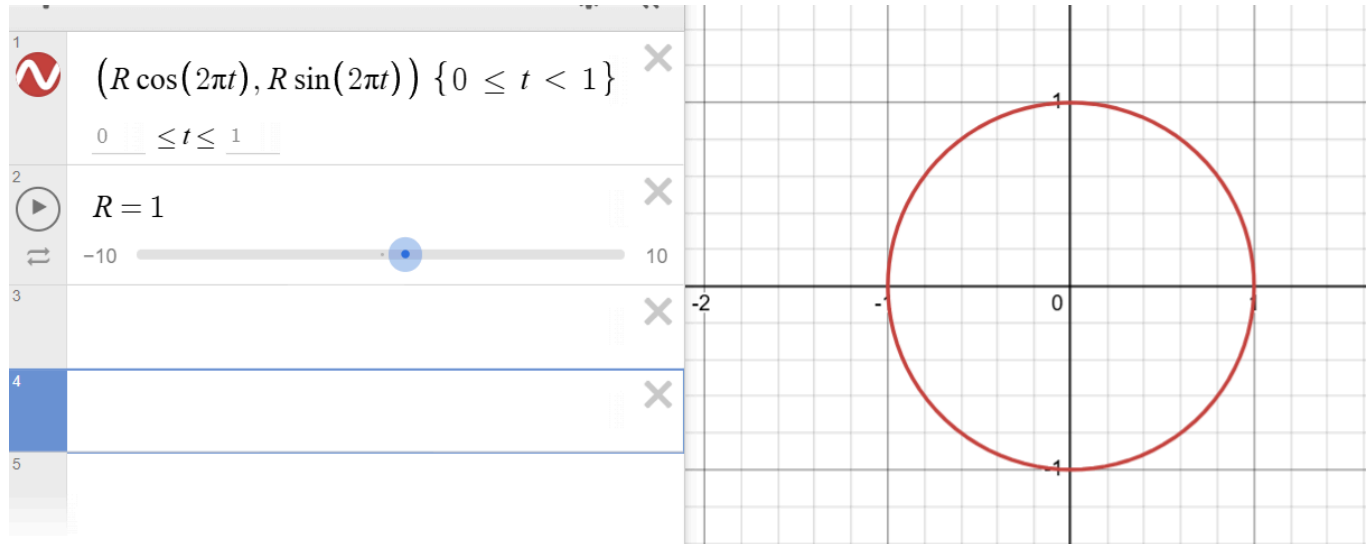 1
(R cos(2πt), R sin(2πt)) {0 ≤ t < 1}
0 ≤ t ≤ 1
2
R = 1
−10 10
3
4
5
1
-2 -1 0 1
-1